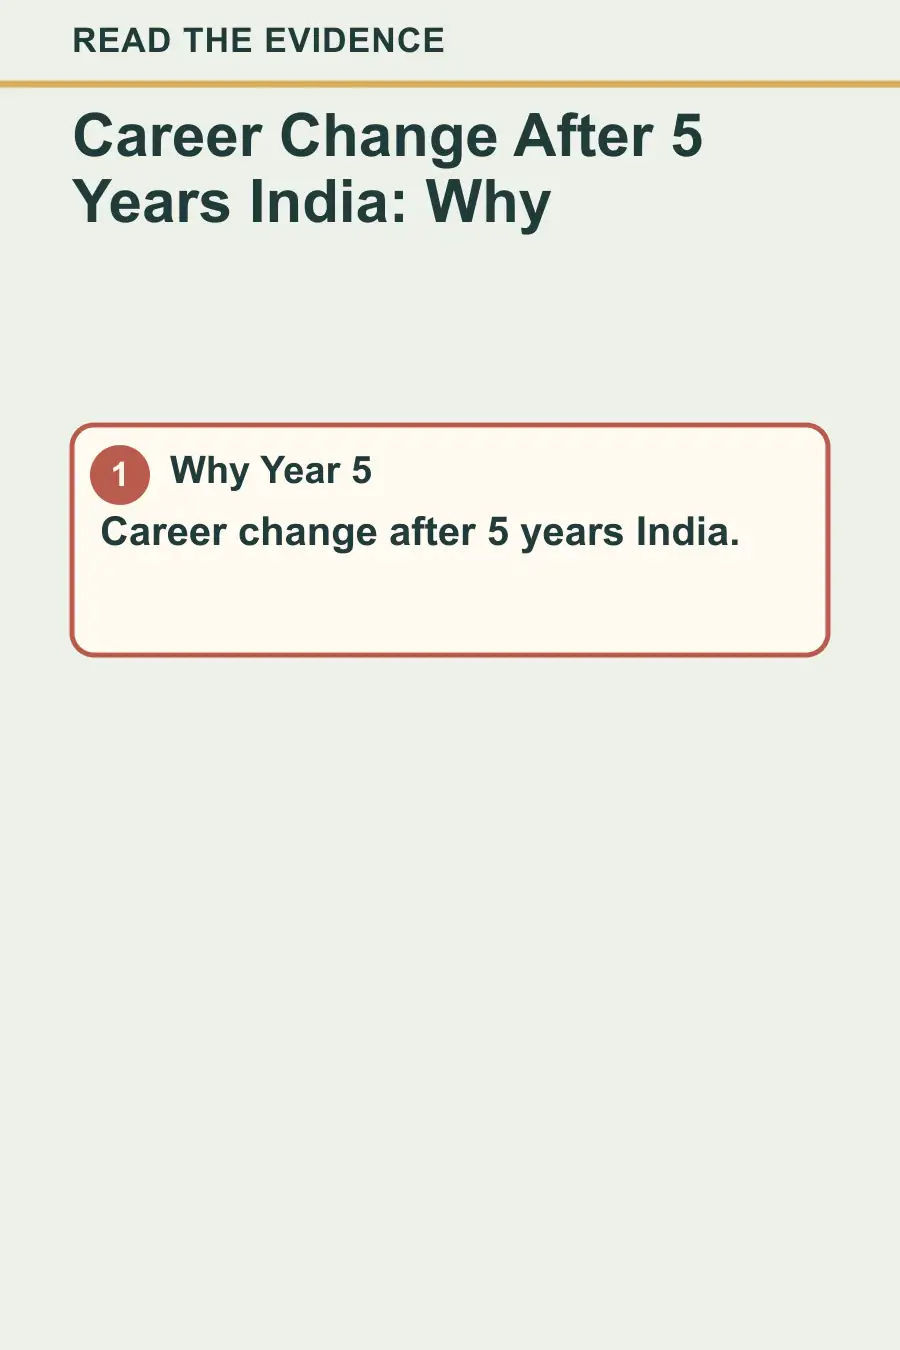 READ THE EVIDENCE
Career Change After 5
Years India: Why
1 Why Year 5
Career change after 5 years India.